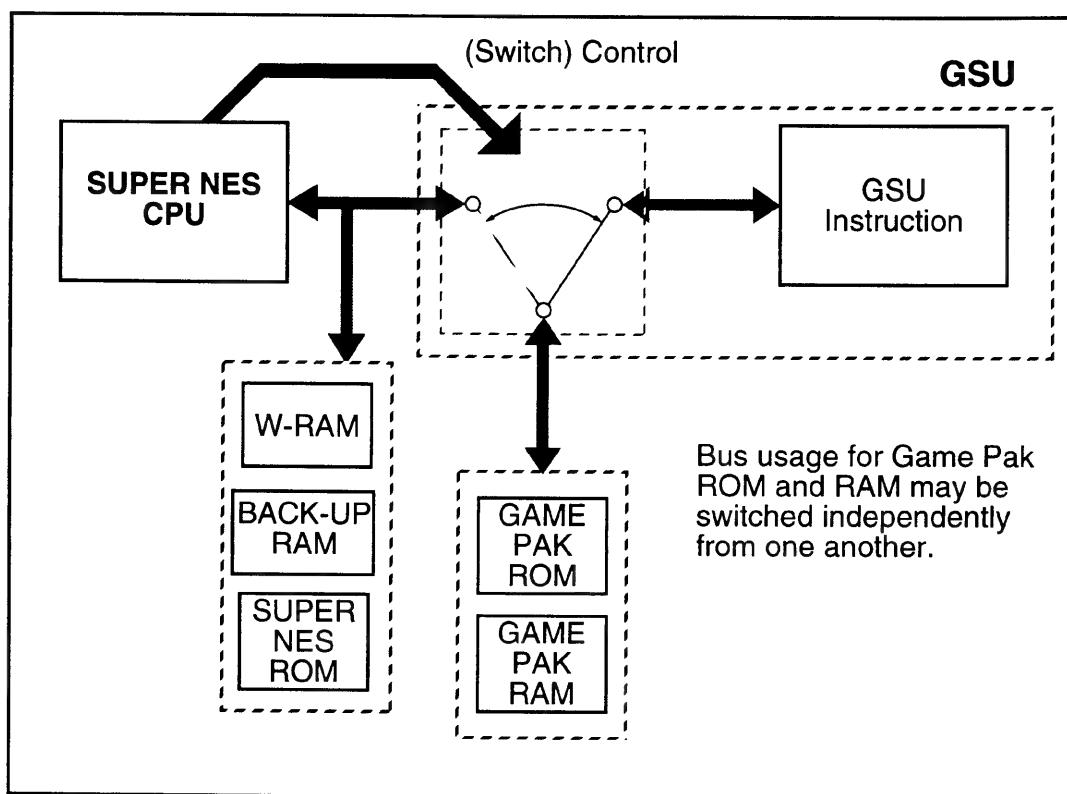 (Switch) Control
GSU
SUPER NES
CPU
GSU
Instruction
W-RAM
BACK-UP
RAM
SUPER
NES
ROM
GAME
PAK
ROM
GAME
PAK
RAM
Bus usage for Game Pak
ROM and RAM may be
switched independently
from one another.